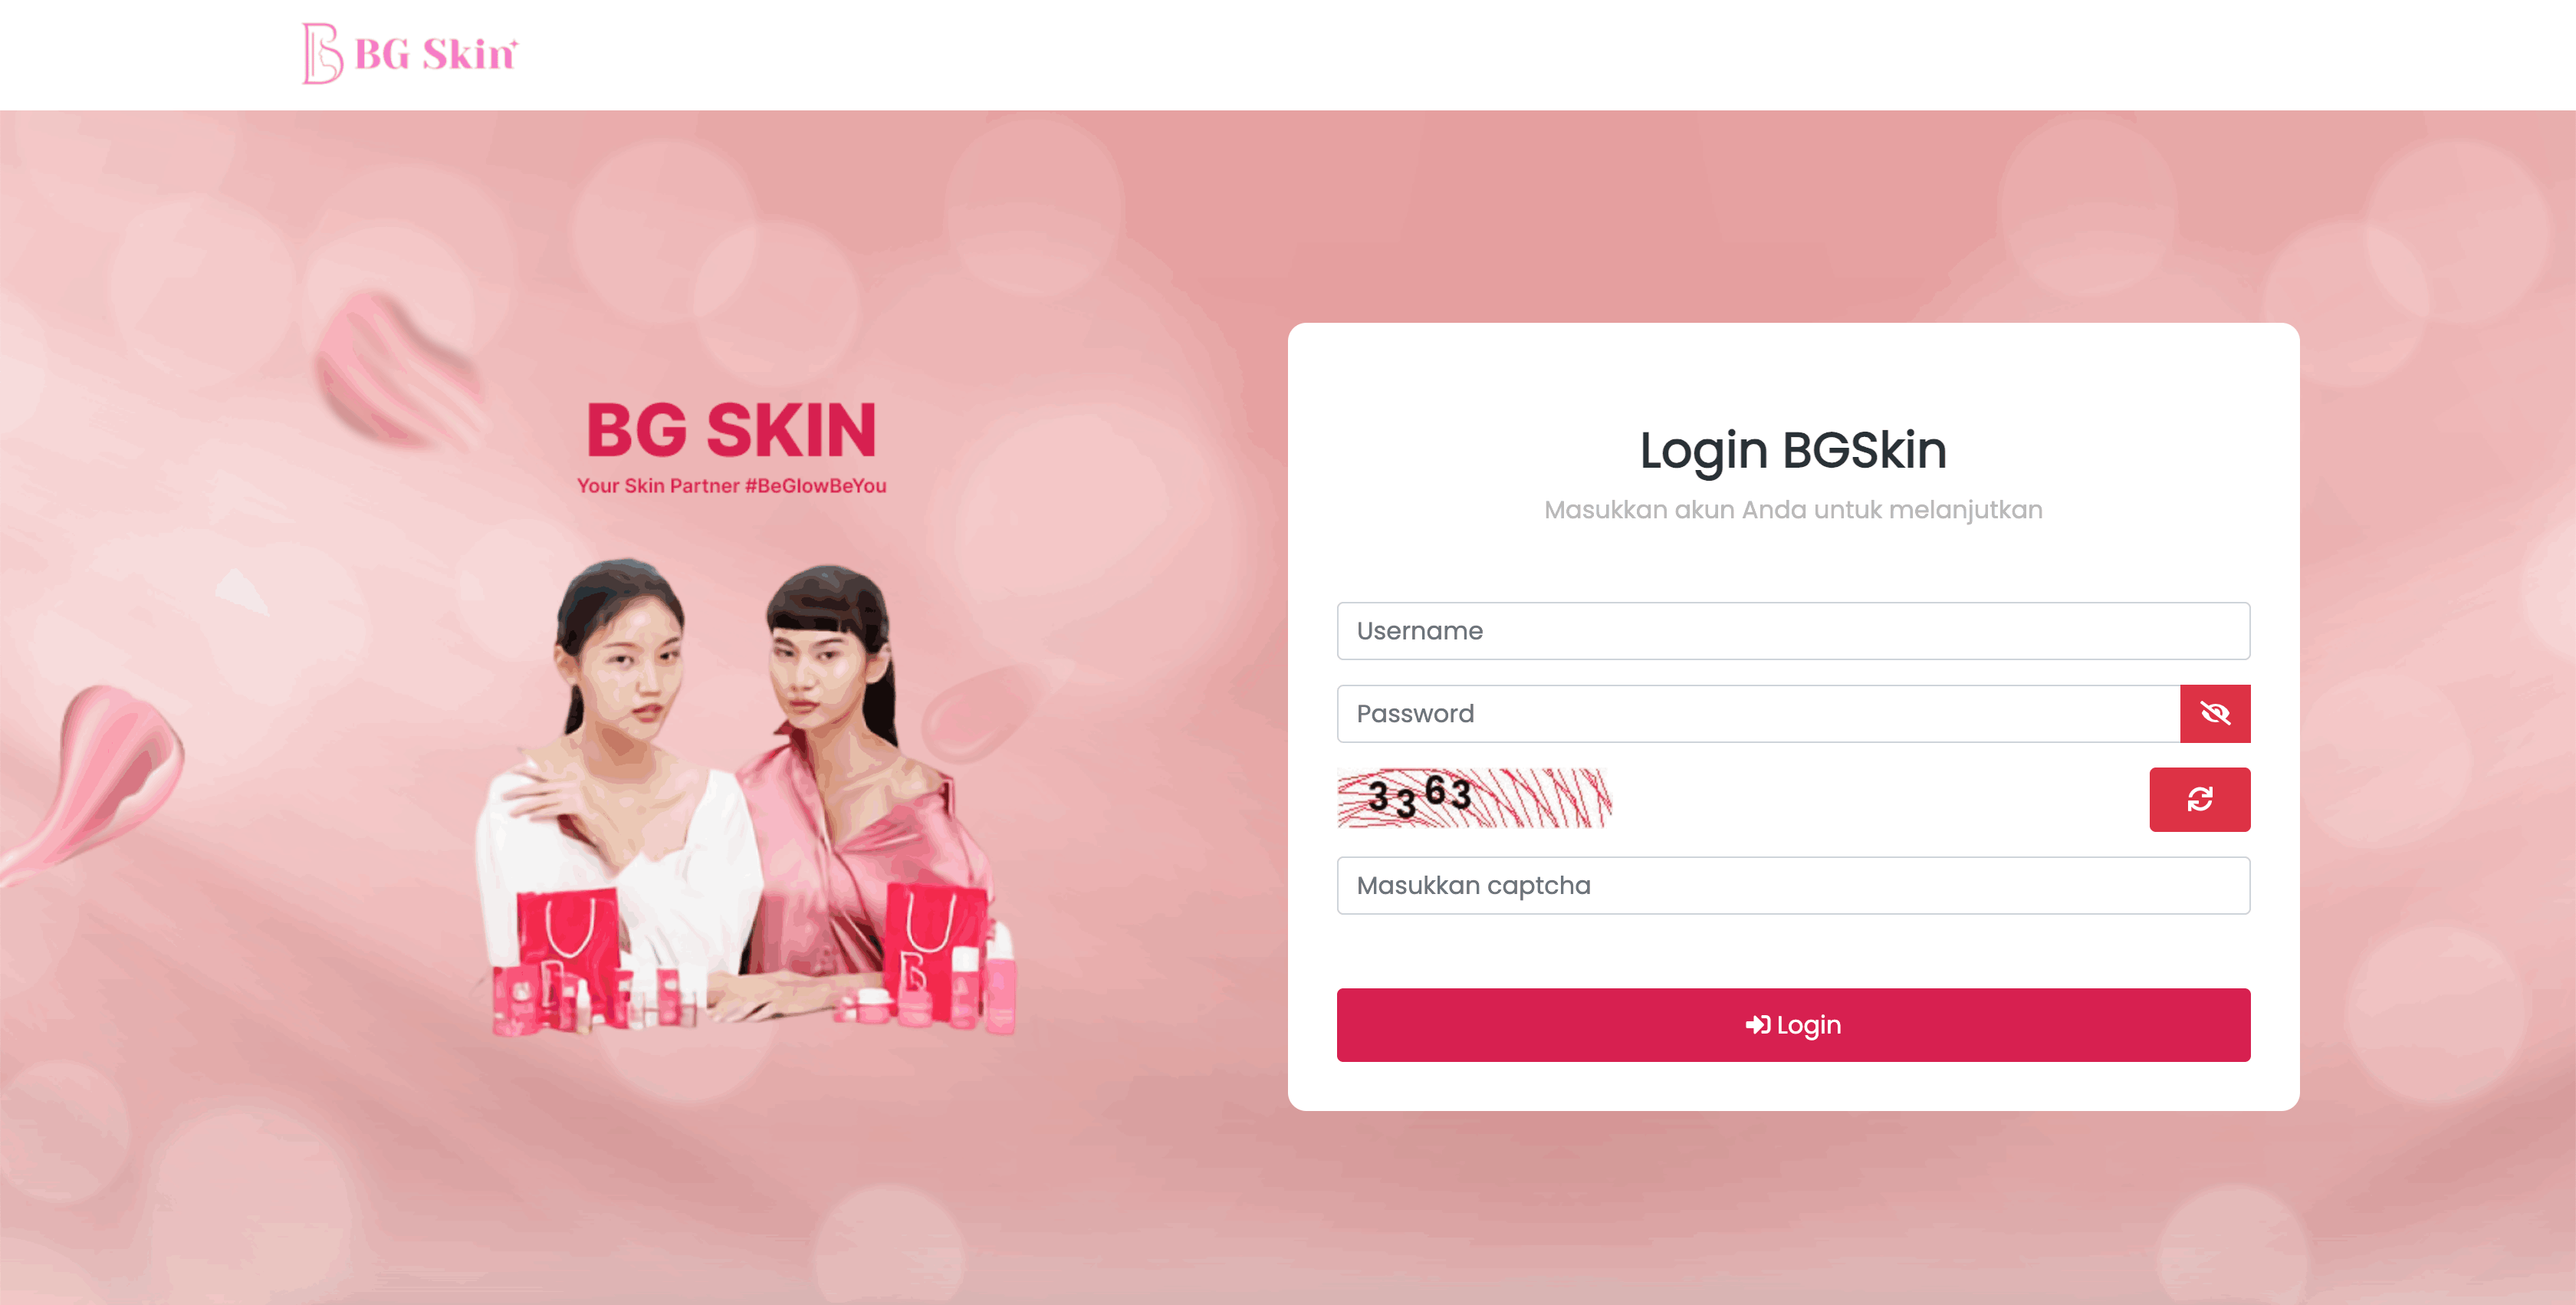 BG Skin
BG SKIN
Your Skin Partner #BeGlowBeYou
Login BGSkin
Masukkan akun Anda untuk melanjutkan
Username
Password
3363
Masukkan captcha
Login